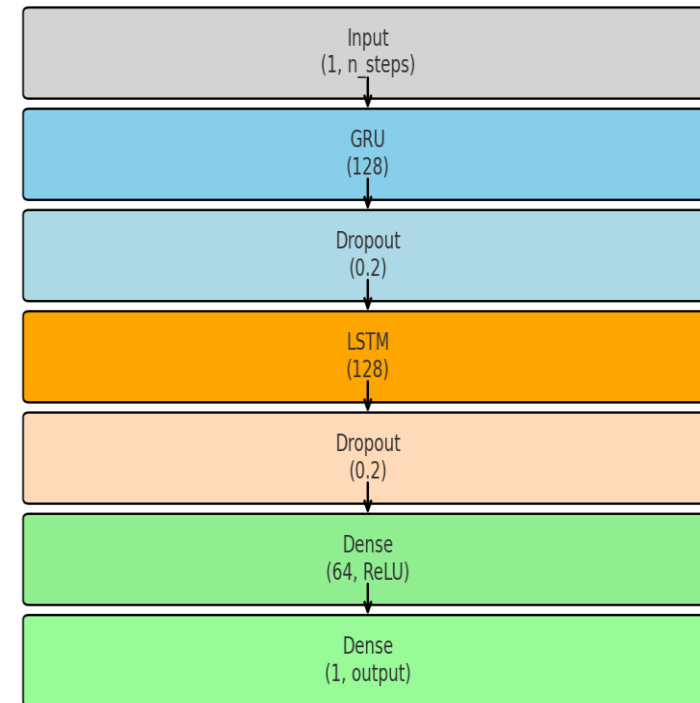 Input
(1, n_steps)
GRU
(128)
Dropout
(0.2)
LSTM
(128)
Dropout
(0.2)
Dense
(64, ReLU)
Dense
(1, output)